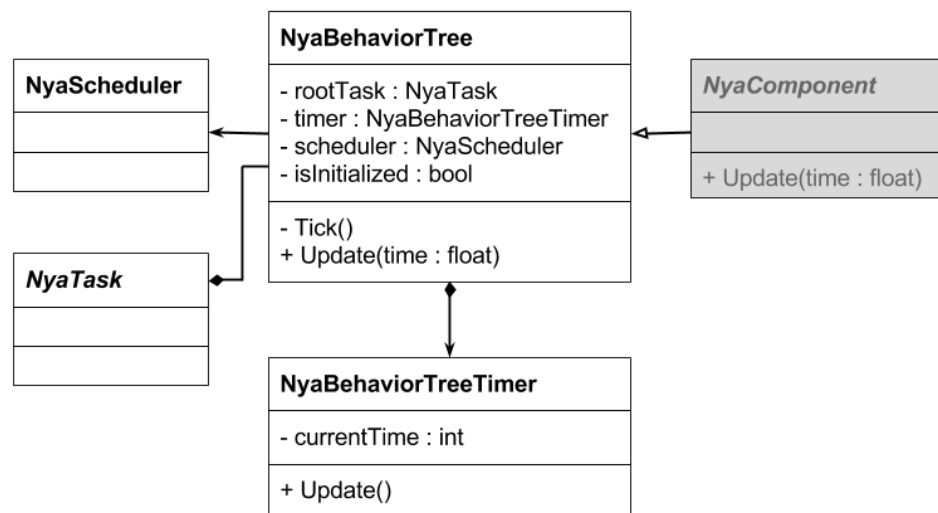 NyaBehaviorTree
- rootTask : NyaTask
- timer : NyaBehaviorTreeTimer
- scheduler : NyaScheduler
- isInitialized : bool
- Tick()
+ Update(time : float)
NyaScheduler
NyaComponent
+ Update(time : float)
NyaTask
NyaBehaviorTreeTimer
- currentTime : int
+ Update()